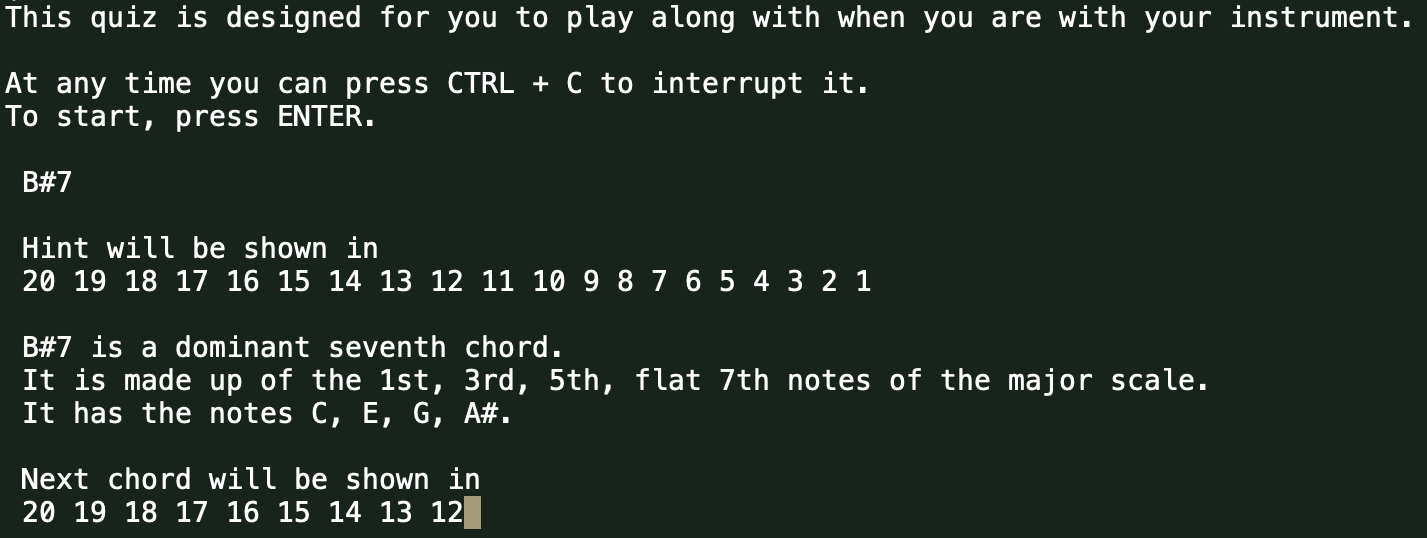 This quiz is designed for you to play along with when you are with your instrument.
At any time you can press CTRL + C to interrupt it.
To start, press ENTER.
B#7
Hint will be shown in
20 19 18 17 16 15 14 13 12 11 10 9 8 7 6 5 4 3 2 1
B#7 is a dominant seventh chord.
It is made up of the 1st, 3rd, 5th, flat 7th notes of the major scale.
It has the notes C, E, G, A#.
Next chord will be shown in
20 19 18 17 16 15 14 13 12